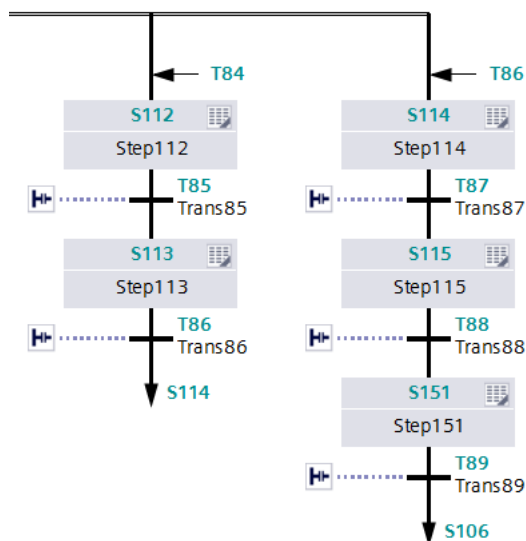 T84
S112
Step112
T85
Trans85
S113
Step113
T86
Trans86
S114
T86
S114
Step114
T87
Trans87
S115
Step115
T88
Trans88
S151
Step151
T89
Trans89
S106